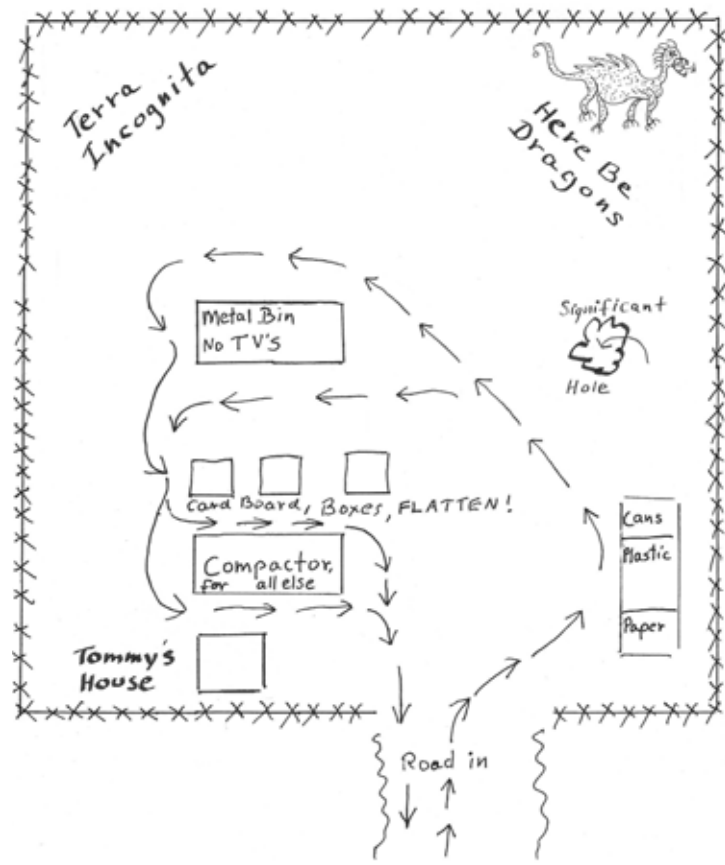 Terra
Incognita
Here Be
Dragons
Significant
Hole
Metal Bin
No TV'S
Card Board, Boxes, FLATTEN!
Cans
Plastic
Paper
Compactor,
for all else
Tommy's
House
Road in